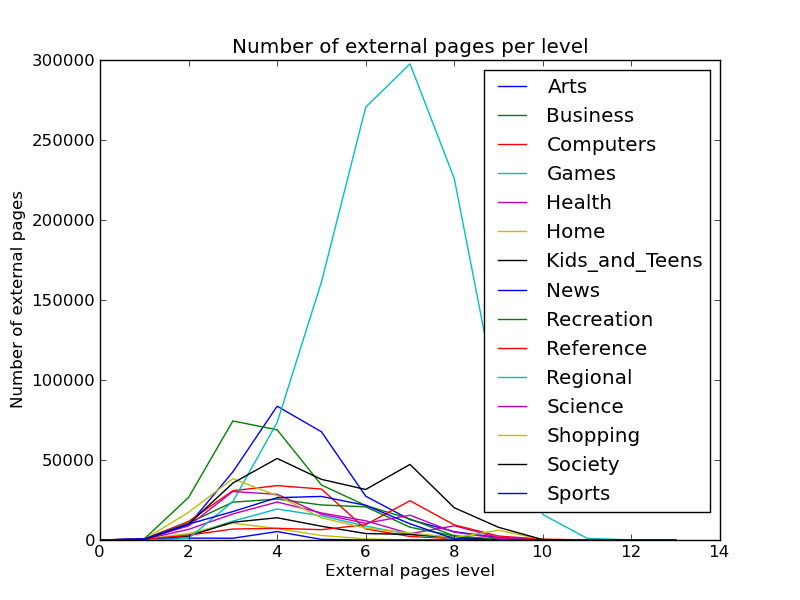 Number of external pages per level
300000
250000
200000
150000
100000
50000
0
Number of external pages
0 2 4 6 8 10 12 14
External pages level
Arts
Business
Computers
Games
Health
Home
Kids_and_Teens
News
Recreation
Reference
Regional
Science
Shopping
Society
Sports